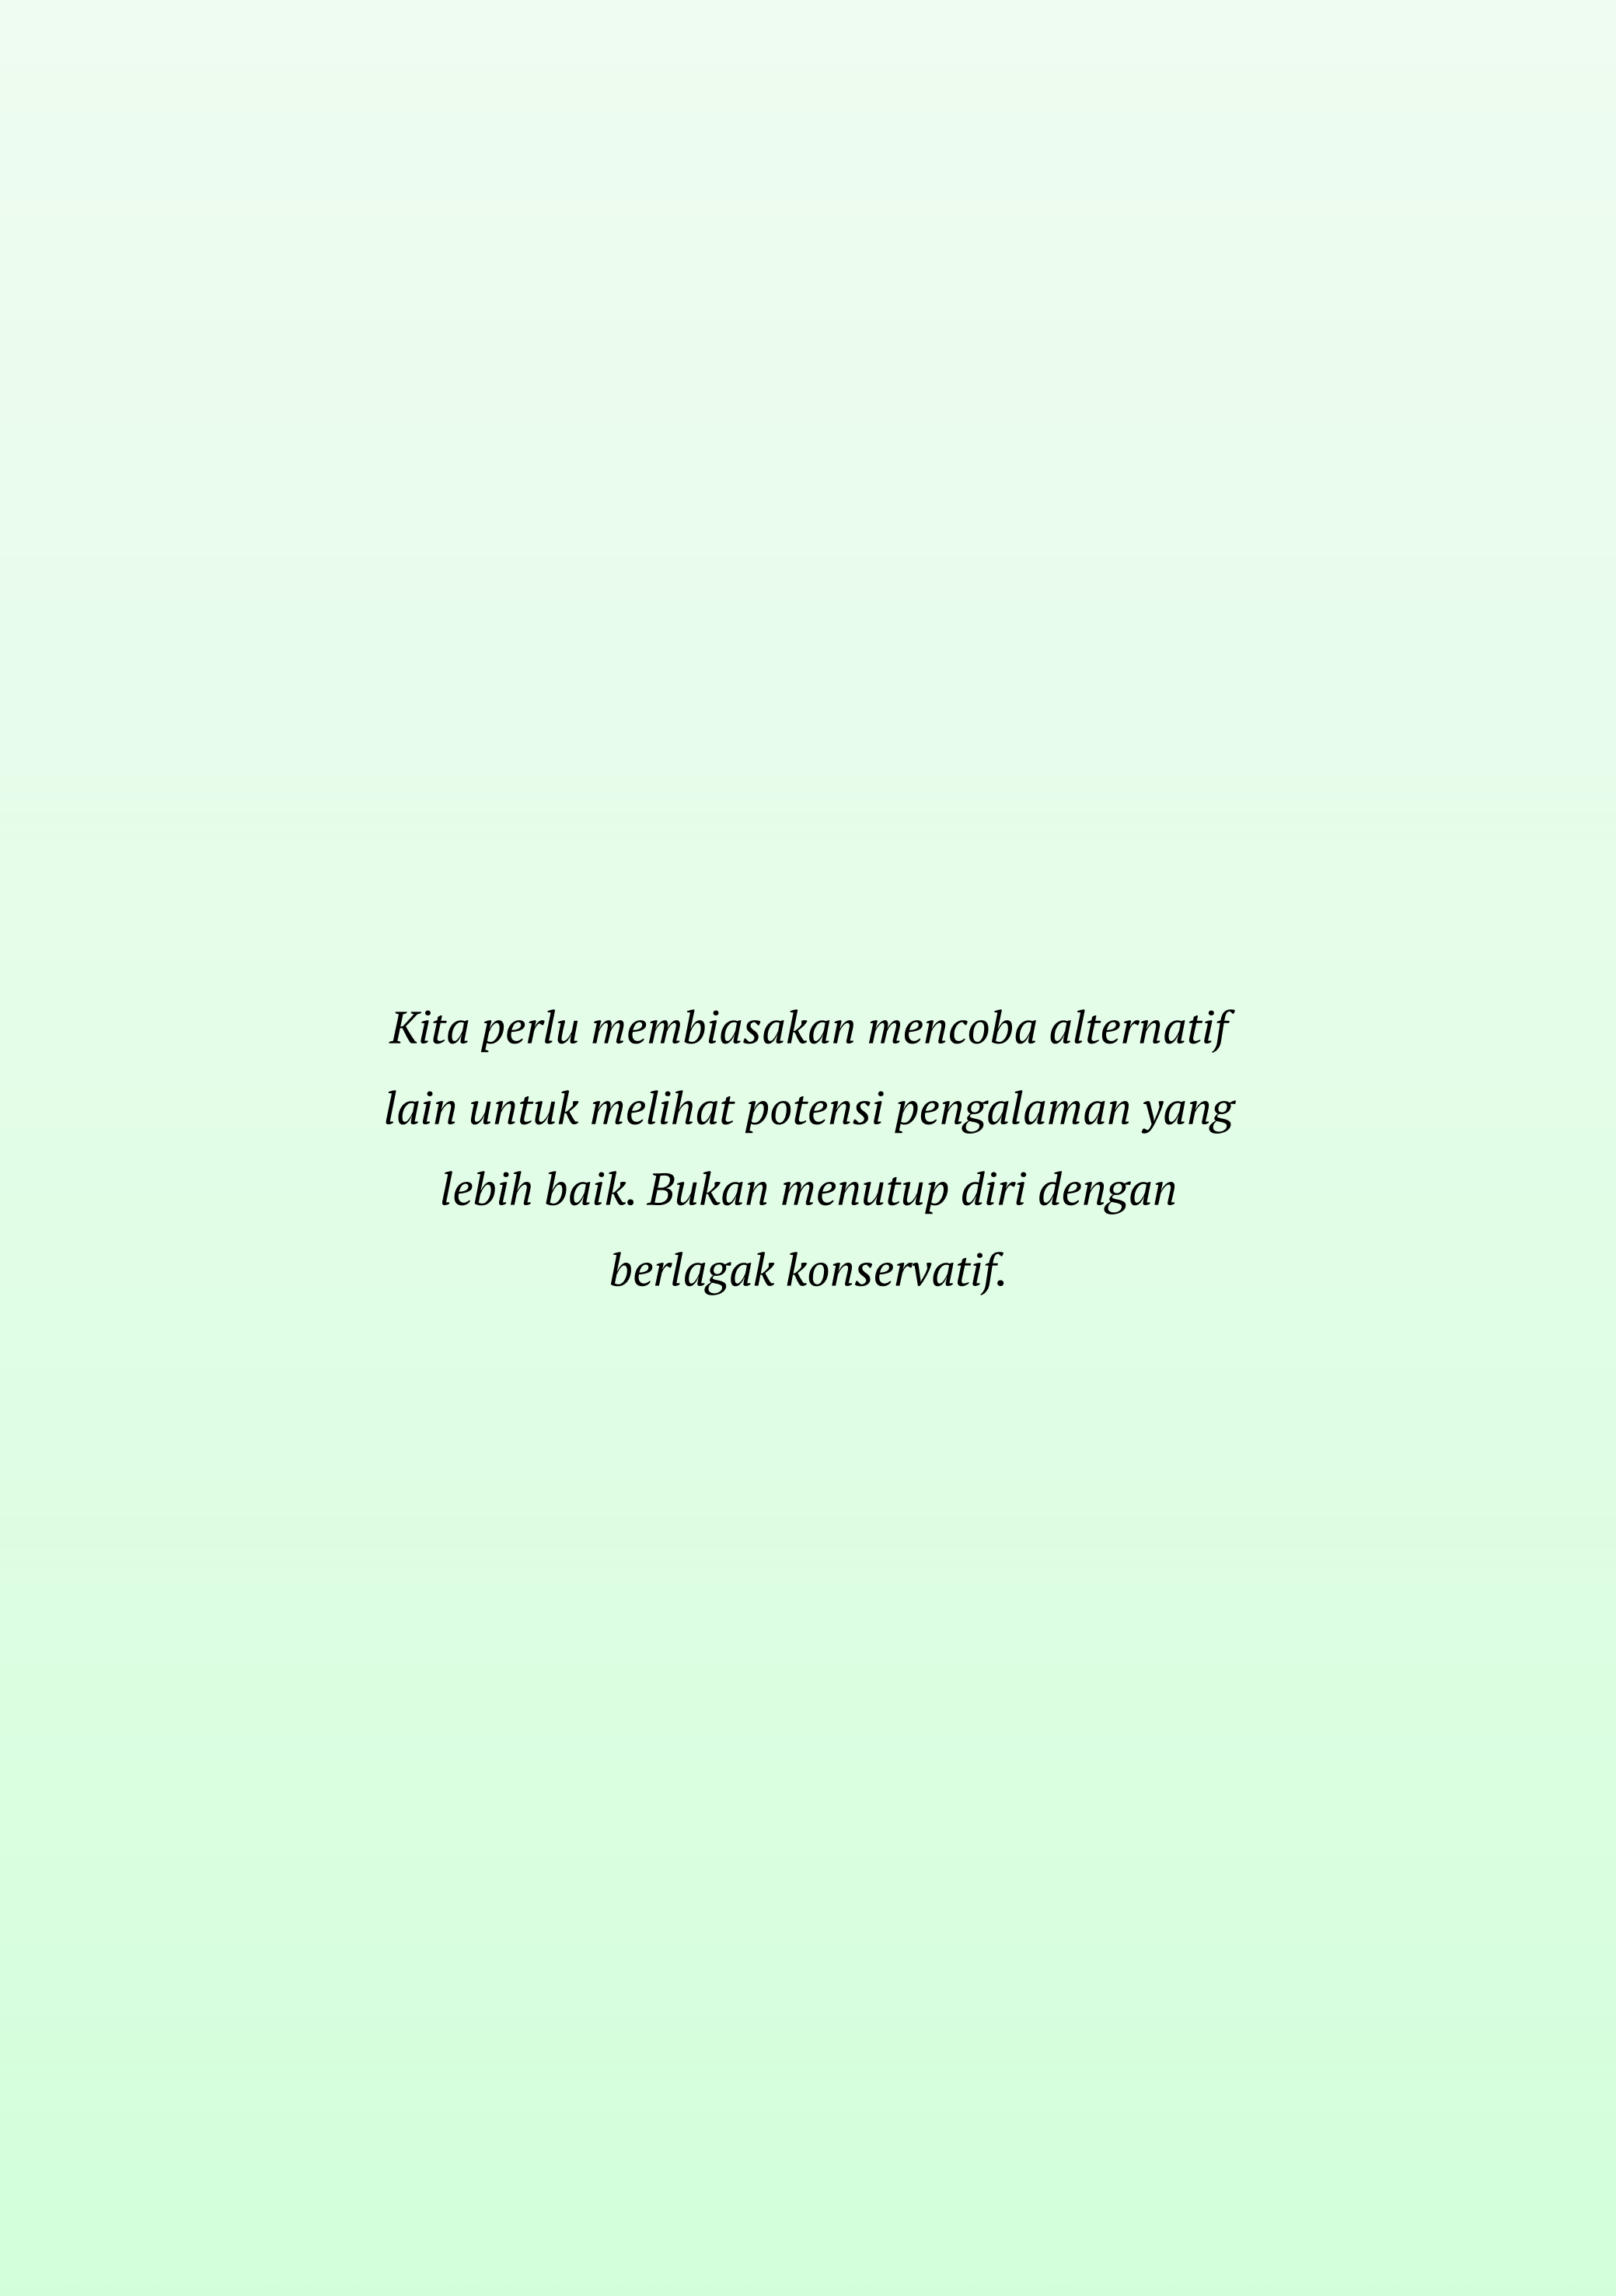 Kita perlu membiasakan mencoba alternatif
lain untuk melihat potensi pengalaman yang
lebih baik. Bukan menutup diri dengan
berlagak konservatif.